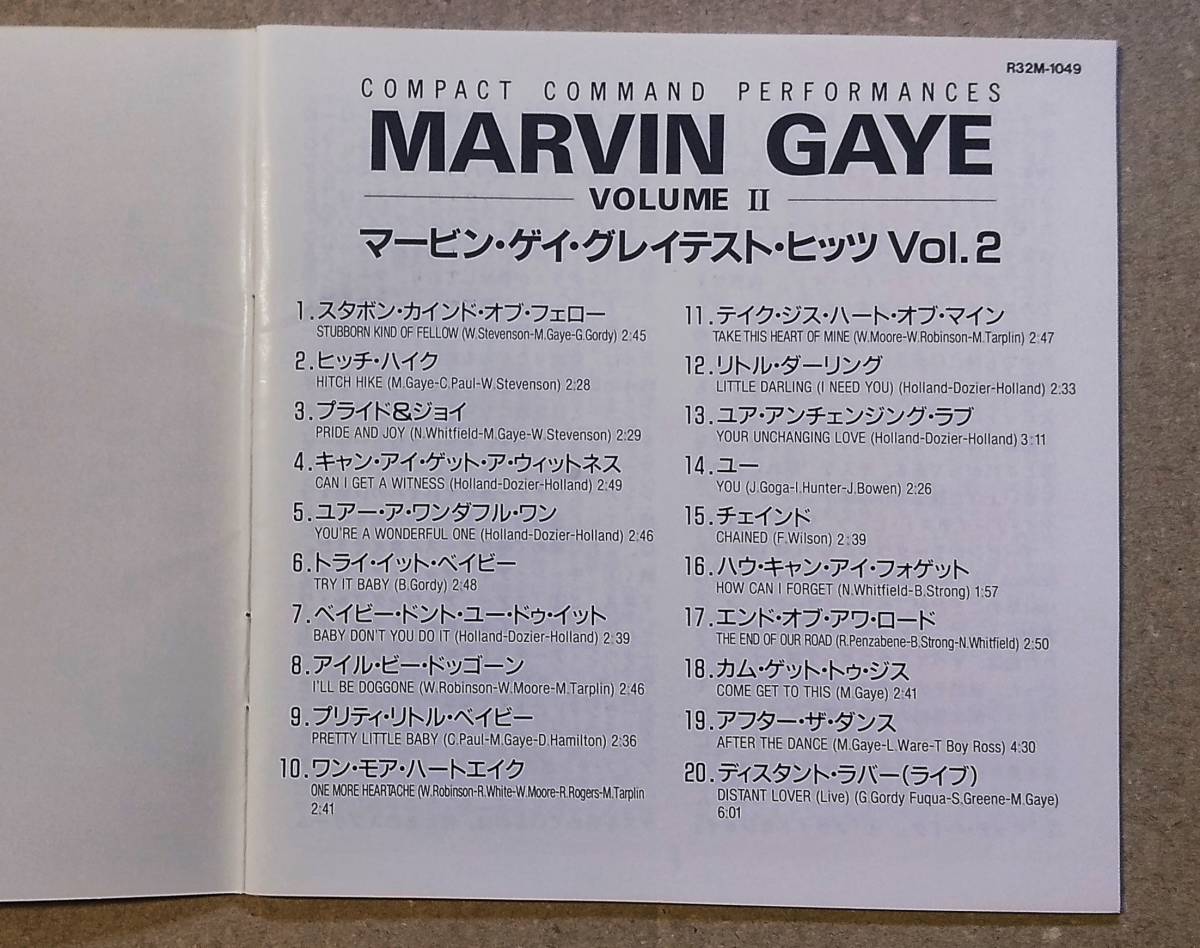 R32M-1049
COMPACT COMMAND PERFORMANCES
MARVIN GAYE
VOLUME II
マービン・ゲイ・グレイテスト・ヒッツ Vol.2
1.スタボン・カインド・オブ・フェロー
STUBBORN KIND OF FELLOW (W.Stevenson-M.Gaye-G.Gordy) 2:45
2.ヒッチ・ハイク
HITCH HIKE (M.Gaye-C.Paul-W.Stevenson) 2:28
3.プライド&ジョイ
PRIDE AND JOY (N.Whitfield-M.Gaye-W.Stevenson) 2:29
4.キャン・アイ・ゲット・ア・ウィットネス
CAN I GET A WITNESS (Holland-Dozier-Holland) 2:49
5.ユアー・ア・ワンダフル・ワン
YOU'RE A WONDERFUL ONE (Holland-Dozier-Holland) 2:46
6.トライ・イット・ベイビー
TRY IT BABY (B.Gordy) 2:48
7.ベイビー・ドント・ユー・ドゥ・イット
BABY DON'T YOU DO IT (Holland-Dozier-Holland) 2:39
8.アイル・ビー・ドッゴーン
I'LL BE DOGGONE (W.Robinson-W.Moore-M.Tarplin) 2:46
9.プリティ・リトル・ベイビー
PRETTY LITTLE BABY (C.Paul-M.Gaye-D.Hamilton) 2:36
10.ワン・モア・ハートエイク
ONE MORE HEARTACHE (W.Robinson-R.White-W.Moore-R.Rogers-M.Tarplin
2:41
11.テイク・ジス・ハート・オブ・マイン
TAKE THIS HEART OF MINE (W.Moore-W.Robinson-M.Tarplin) 2:47
12.リトル・ダーリング
LITTLE DARLING (I NEED YOU) (Holland-Dozier-Holland) 2:33
13.ユア・アンチェンジング・ラブ
YOUR UNCHANGING LOVE (Holland-Dozier-Holland) 3:11
14.ユー
YOU (J.Goga-I.Hunter-J.Bowen) 2:26
15.チェインド
CHAINED (F.Wilson) 2:39
16.ハウ・キャン・アイ・フォゲット
HOW CAN I FORGET (N.Whitfield-B.Strong) 1:57
17.エンド・オブ・アワ・ロード
THE END OF OUR ROAD (R.Penzabene-B.Strong-N.Whitfield) 2:50
18.カム・ゲット・トゥ・ジス
COME GET TO THIS (M.Gaye) 2:41
19.アフター・ザ・ダンス
AFTER THE DANCE (M.Gaye-L.Ware-T Boy Ross) 4:30
20.ディスタント・ラバー(ライブ)
DISTANT LOVER (Live) (G.Gordy Fuqua-S.Greene-M.Gaye)
6:01